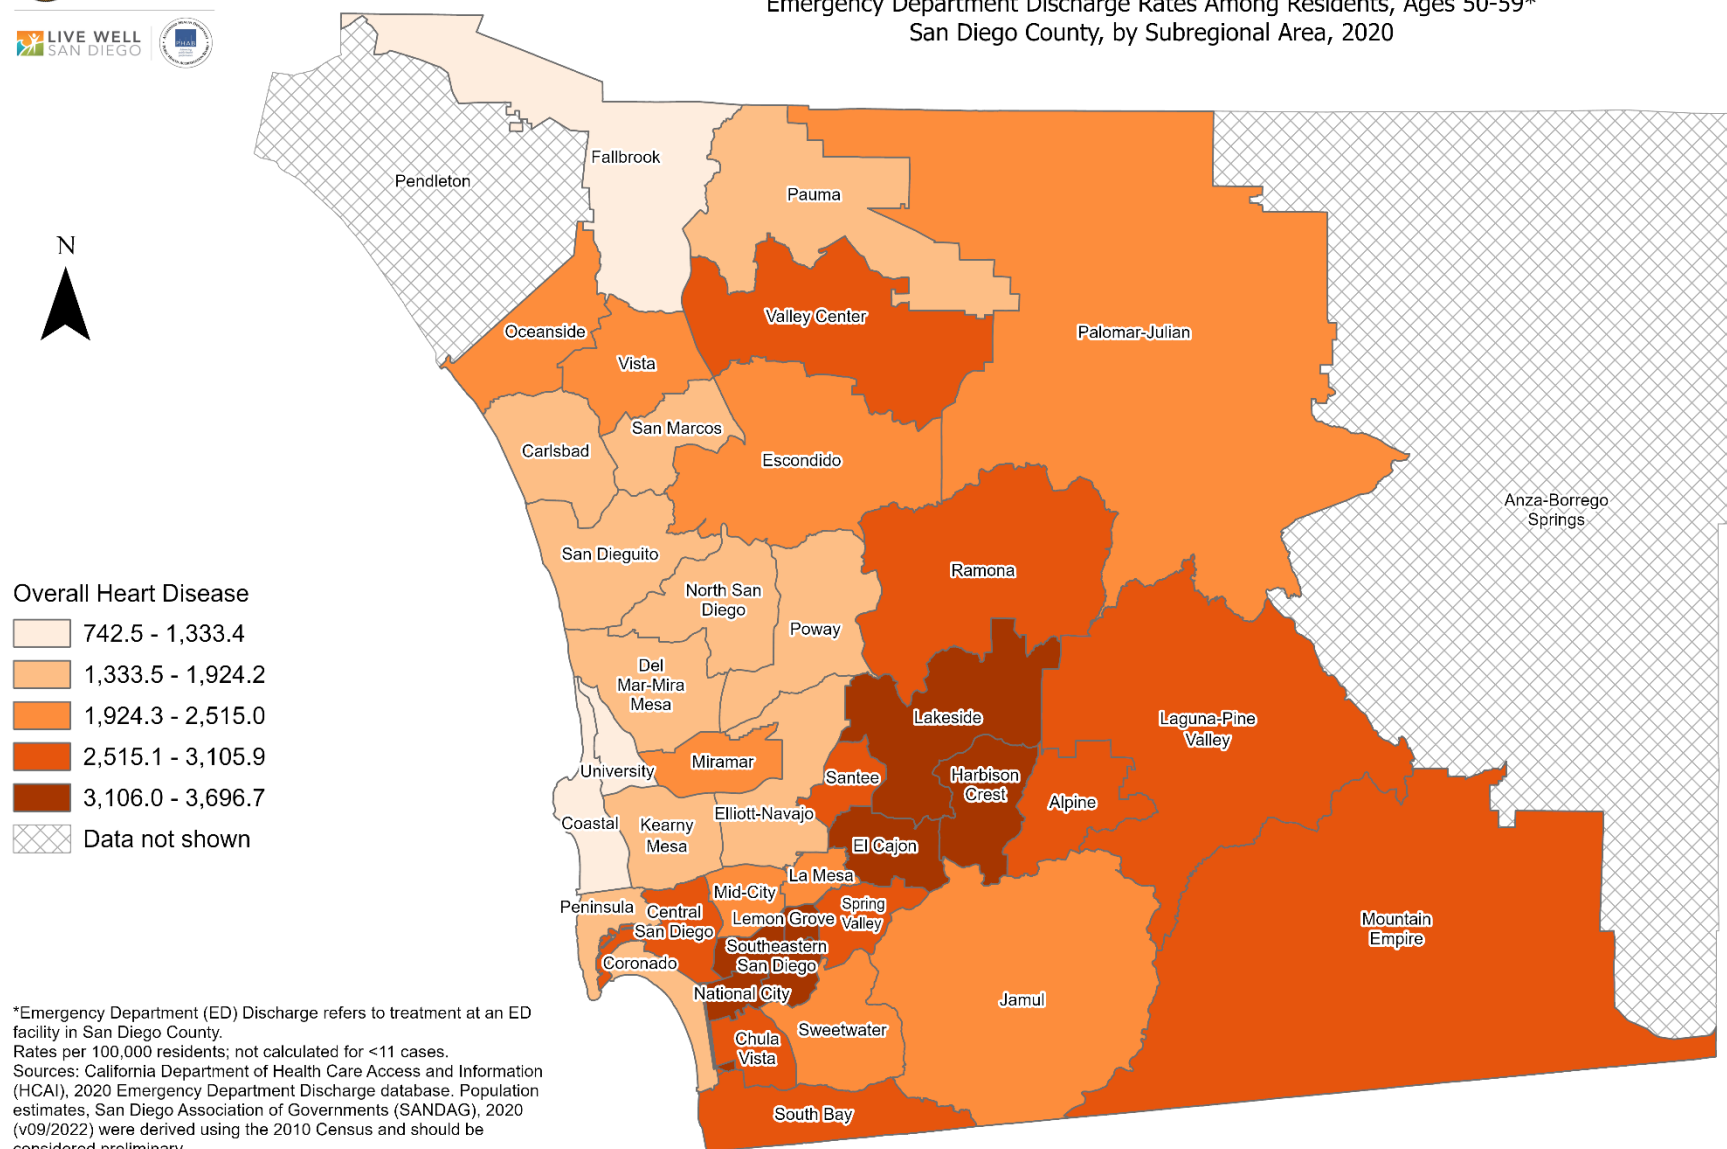 Emergency Department Discharge Rates Among Residents, Ages 50-59*
San Diego County, by Subregional Area, 2020
LIVE WELL
SAN DIEGO
PHAB
N
Fallbrook
Pendleton
Pauma
Oceanside
Vista
Valley Center
Palomar-Julian
San Marcos
Carlsbad
Escondido
Anza-Borrego
Springs
San Dieguito
Ramona
North San
Diego
Poway
Del
Mar-Mira
Mesa
Lakeside
Laguna-Pine
Valley
University
Miramar
Santee
Harbison
Crest
Alpine
Coastal
Kearny
Mesa
Elliott-Navajo
El Cajon
La Mesa
Mid-City
Peninsula
Central
San Diego
Lemon Grove
Spring
Valley
Mountain
Empire
Southeastern
San Diego
Coronado
National City
Jamul
Sweetwater
Chula
Vista
South Bay
Overall Heart Disease
742.5 - 1,333.4
1,333.5 - 1,924.2
1,924.3 - 2,515.0
2,515.1 - 3,105.9
3,106.0 - 3,696.7
Data not shown
*Emergency Department (ED) Discharge refers to treatment at an ED
facility in San Diego County.
Rates per 100,000 residents; not calculated for <11 cases.
Sources: California Department of Health Care Access and Information
(HCAI), 2020 Emergency Department Discharge database. Population
estimates, San Diego Association of Governments (SANDAG), 2020
(v09/2022) were derived using the 2010 Census and should be
considered preliminary